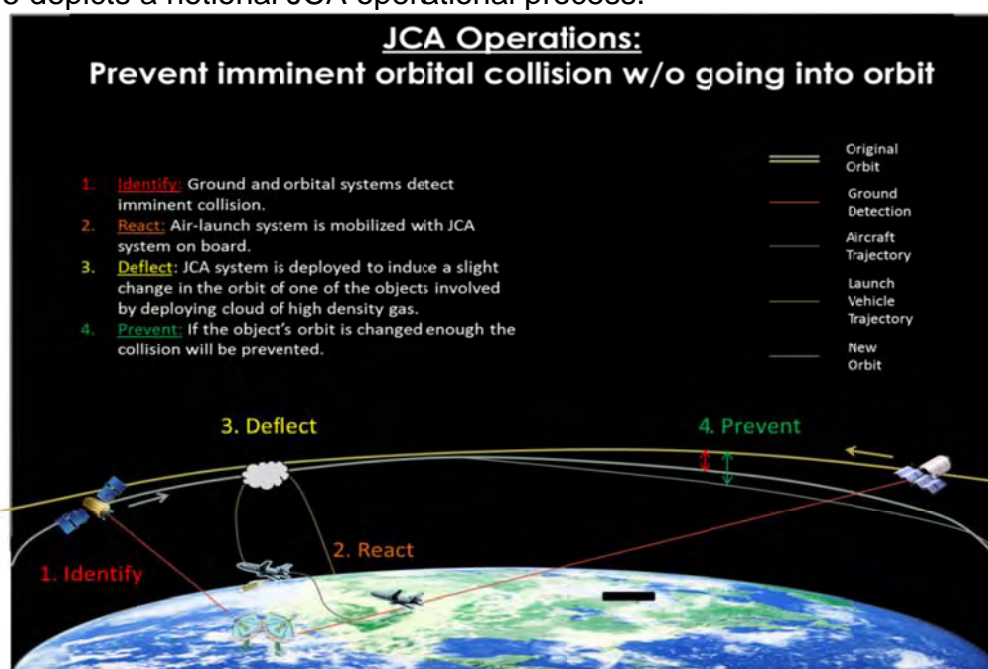 JCA Operations:
Prevent imminent orbital collision w/o going into orbit
1. Identify: Ground and orbital systems detect
imminent collision.
2. React: Air-launch system is mobilized with JCA
system on board.
3. Deflect: JCA system is deployed to induce a slight
change in the orbit of one of the objects involved
by deploying cloud of high density gas.
4. Prevent: If the object's orbit is changed enough the
collision will be prevented.
Original
Orbit
Ground
Detection
Aircraft
Trajectory
Launch
Vehicle
Trajectory
New
Orbit
3. Deflect
4. Prevent
2. React
1. Identify